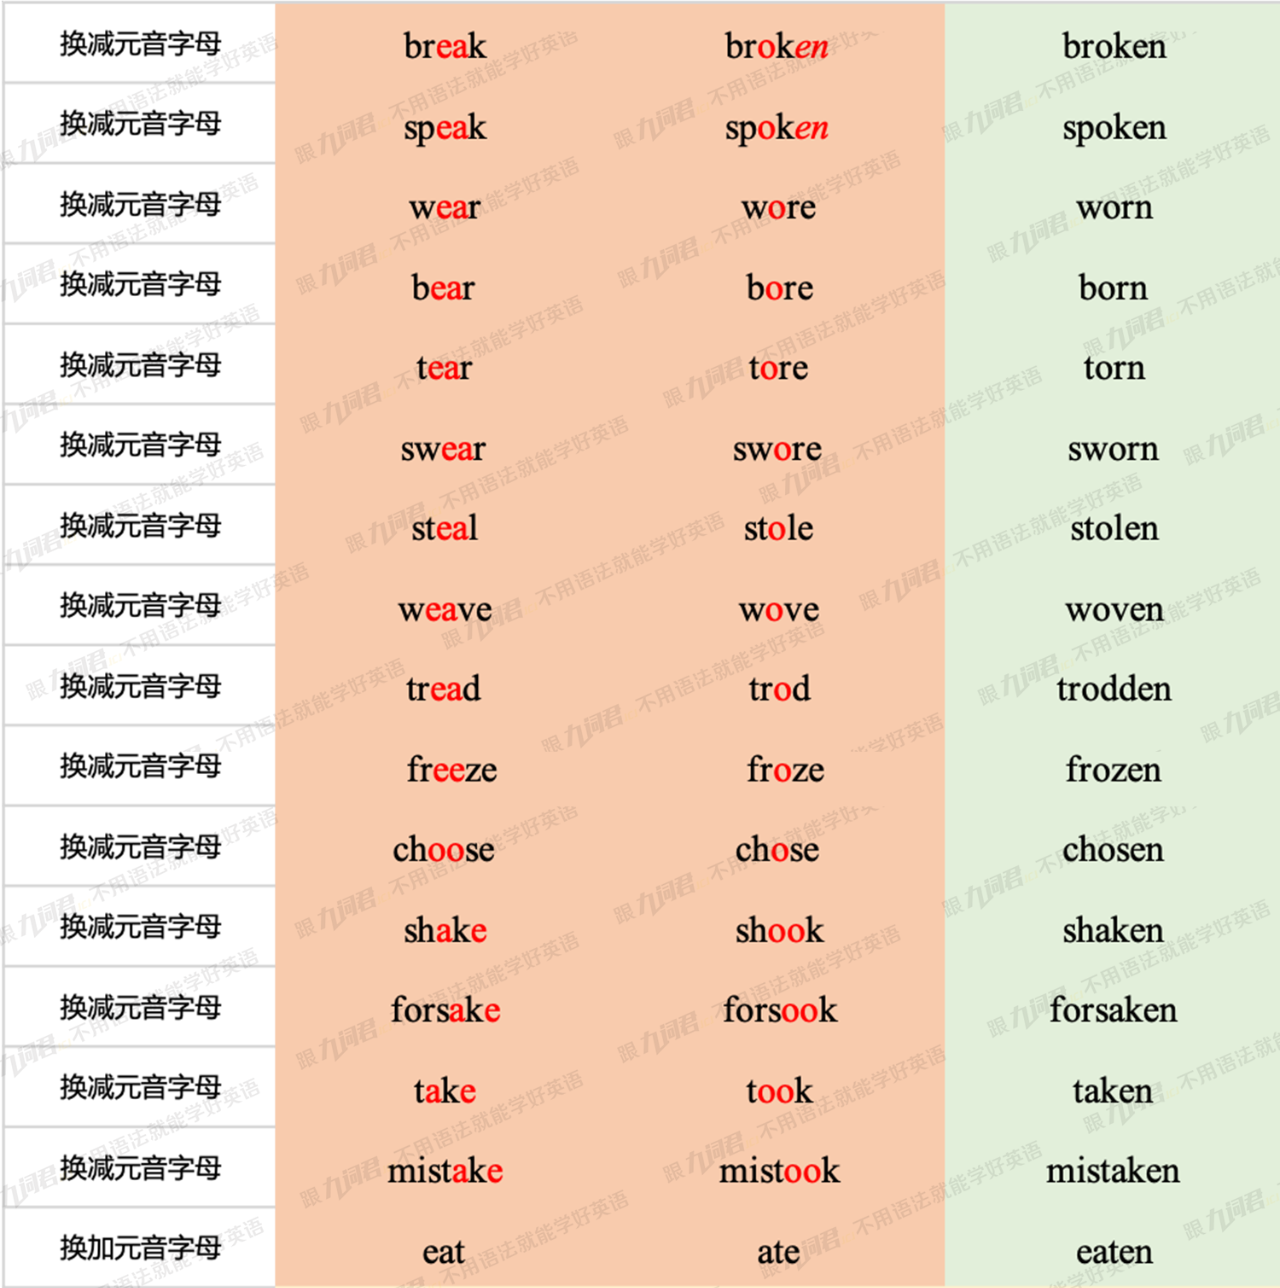 换减元音字母 break broken broken
换减元音字母 speak spoken spoken
换减元音字母 wear wore worn
换减元音字母 bear bore born
换减元音字母 tear tore torn
换减元音字母 swear swore sworn
换减元音字母 steal stole stolen
换减元音字母 weave wove woven
换减元音字母 tread trod trodden
换减元音字母 freeze froze frozen
换减元音字母 choose chose chosen
换减元音字母 shake shook shaken
换减元音字母 forsake forsook forsaken
换减元音字母 take took taken
换减元音字母 mistake mistook mistaken
换加元音字母 eat ate eaten
跟九词君 不用语法就能学好英语